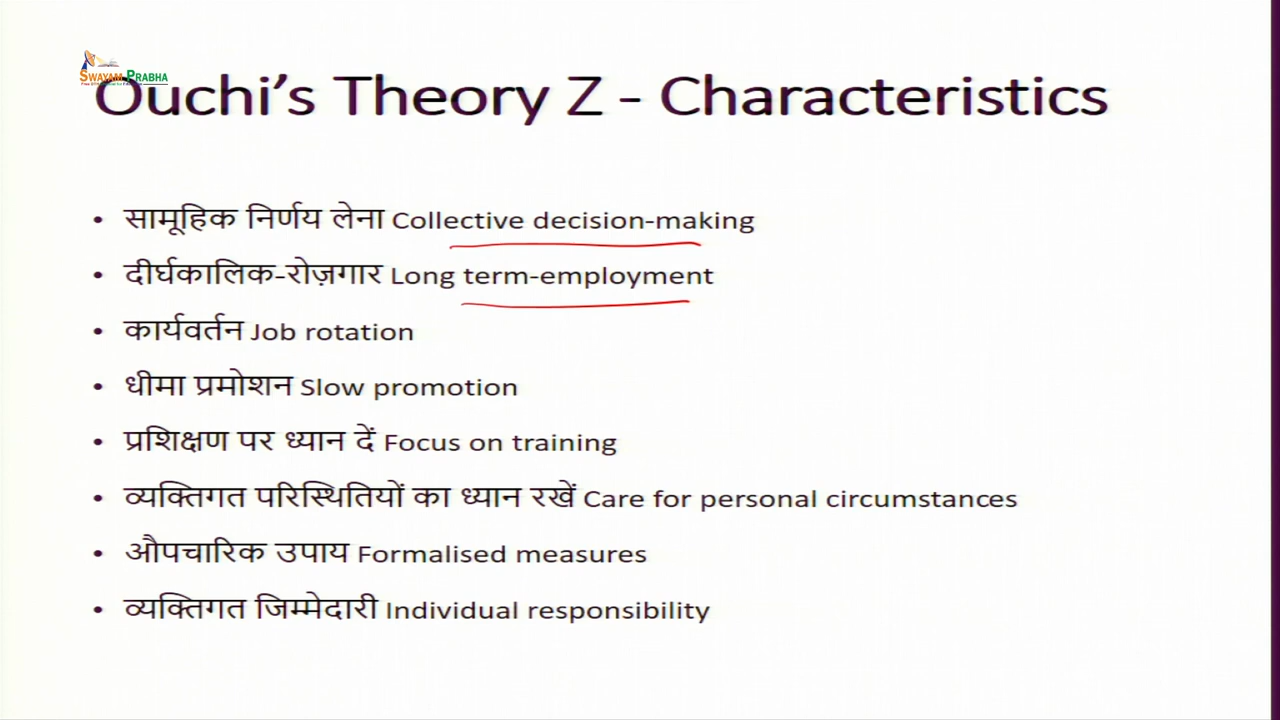 SWAYAM PRABHA
Ouchi's Theory Z - Characteristics
• सामूहिक निर्णय लेना Collective decision-making
• दीर्घकालिक-रोज़गार Long term-employment
• कार्यवर्तन Job rotation
• धीमा प्रमोशन Slow promotion
• प्रशिक्षण पर ध्यान दें Focus on training
• व्यक्तिगत परिस्थितियों का ध्यान रखें Care for personal circumstances
• औपचारिक उपाय Formalised measures
• व्यक्तिगत जिम्मेदारी Individual responsibility